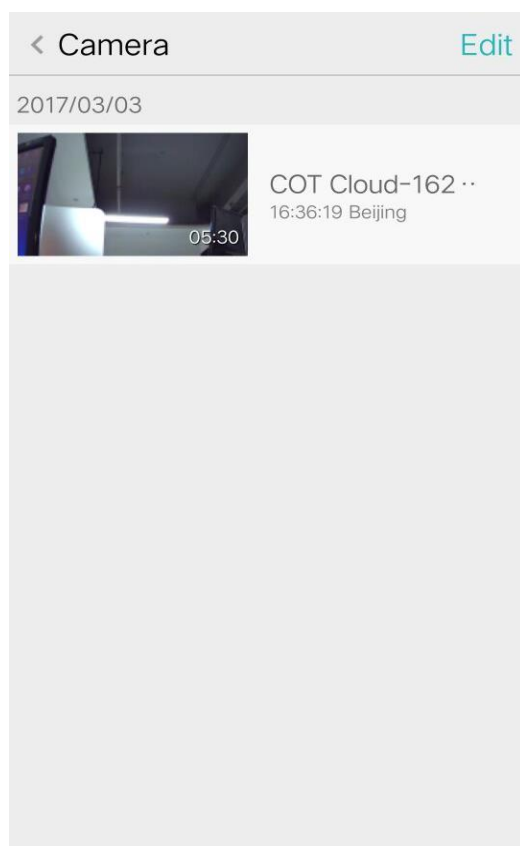 < Camera Edit
2017/03/03
05:30
COT Cloud-162 ··
16:36:19 Beijing